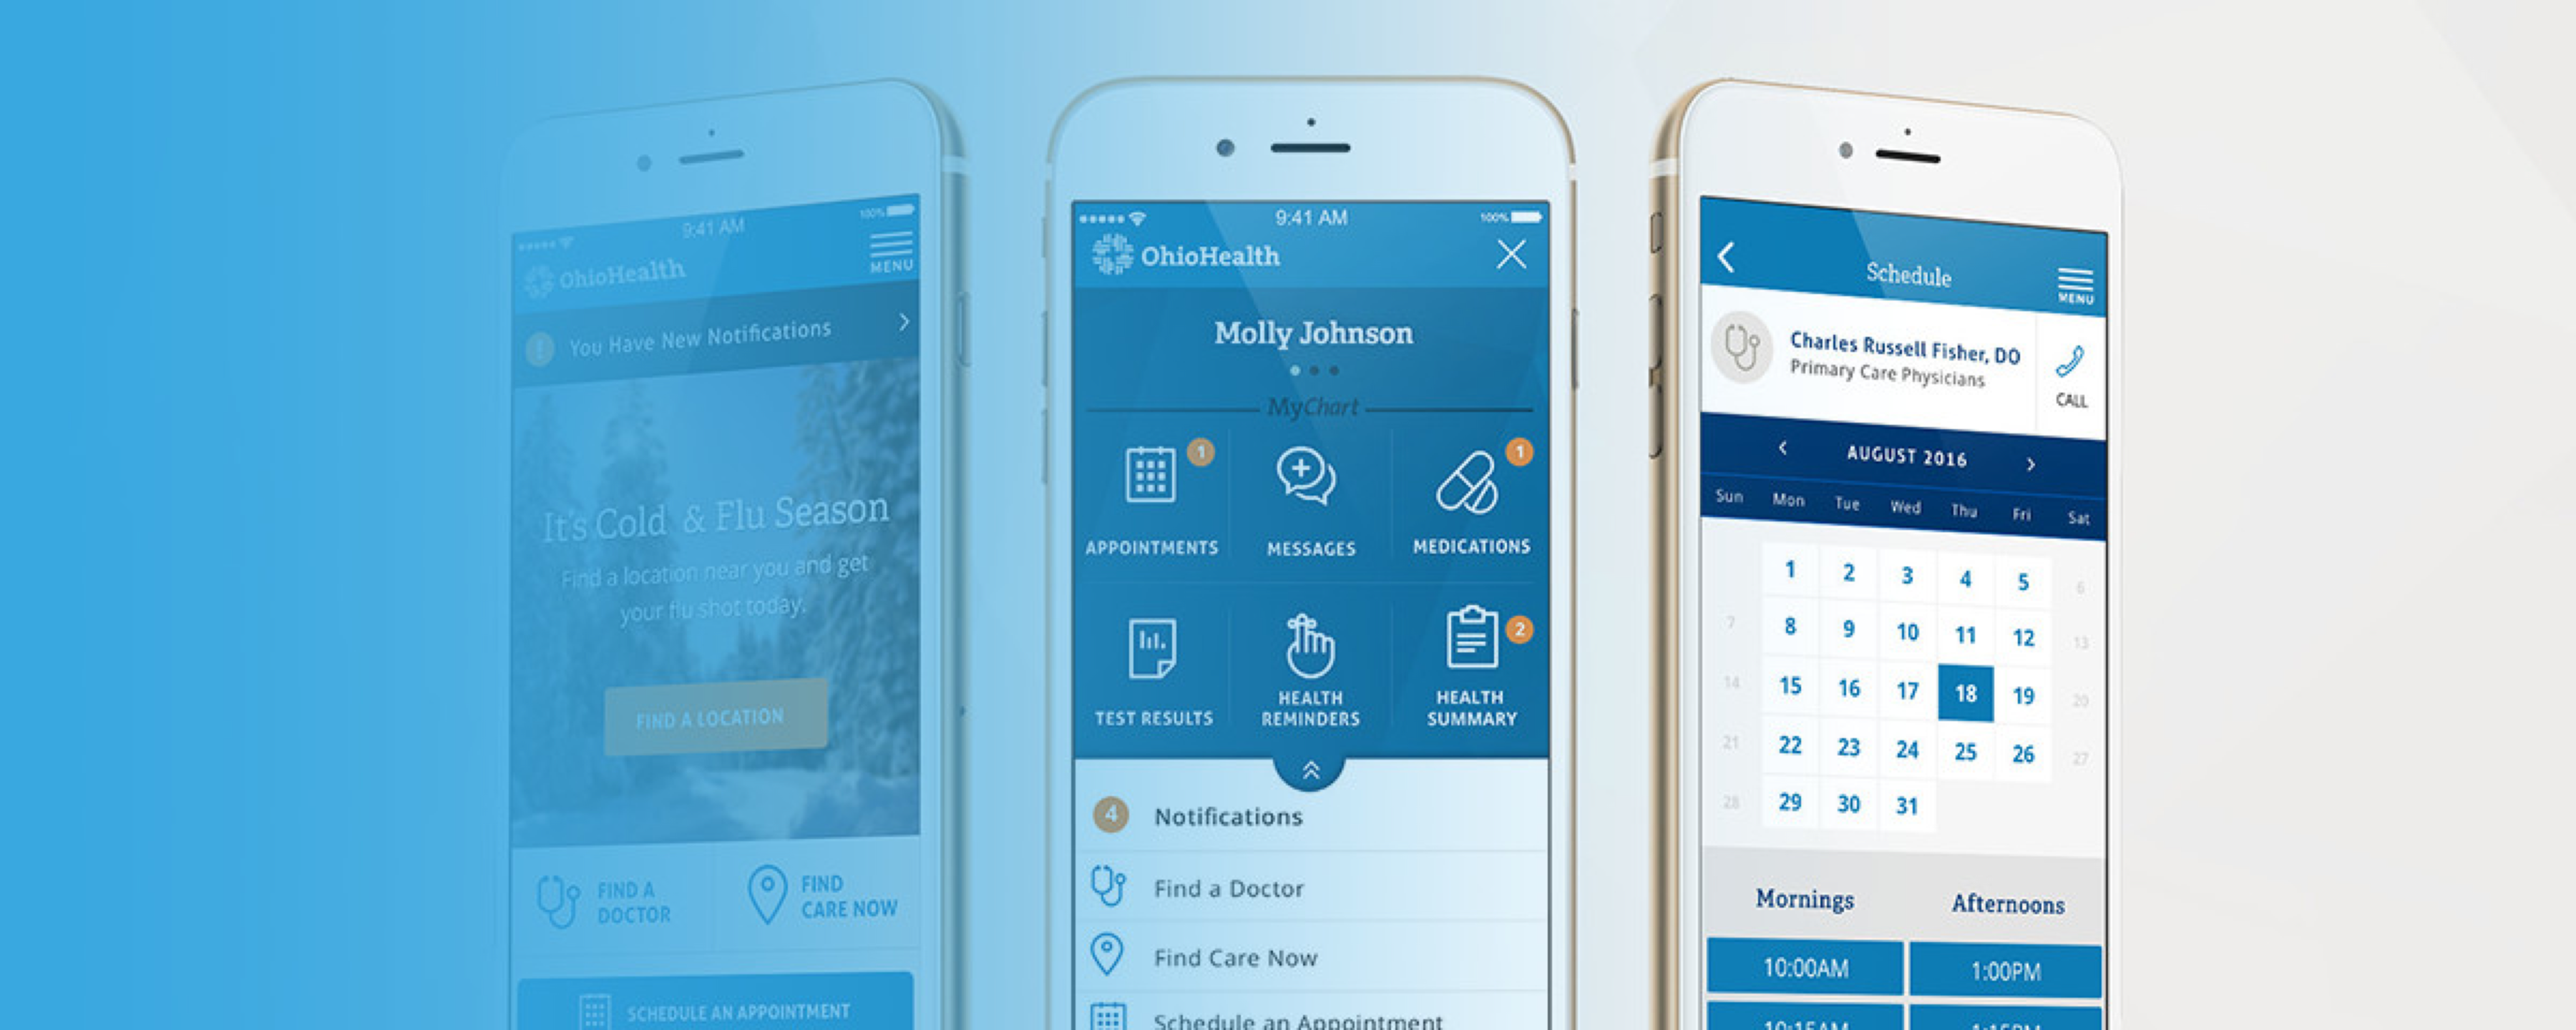 9:41 AM
100%
OhioHealth
MENU
You Have New Notifications
It's Cold & Flu Season
Find a location near you and get
your flu shot today.
FIND A LOCATION
FIND A
DOCTOR
FIND
CARE NOW
SCHEDULE AN APPOINTMENT
9:41 AM
100%
OhioHealth
Molly Johnson
MyChart
1
1
APPOINTMENTS
MESSAGES
MEDICATIONS
2
TEST RESULTS
HEALTH
REMINDERS
HEALTH
SUMMARY
4 Notifications
Find a Doctor
Find Care Now
Schedule an Appointment
Schedule
MENU
Charles Russell Fisher, DO
Primary Care Physicians
CALL
AUGUST 2016
Sun Mon Tue Wed Thu Fri Sat
1 2 3 4 5 6
7 8 9 10 11 12 13
14 15 16 17 18 19 20
21 22 23 24 25 26 27
28 29 30 31
Mornings Afternoons
10:00AM 1:00PM
10:15AM 1:15PM